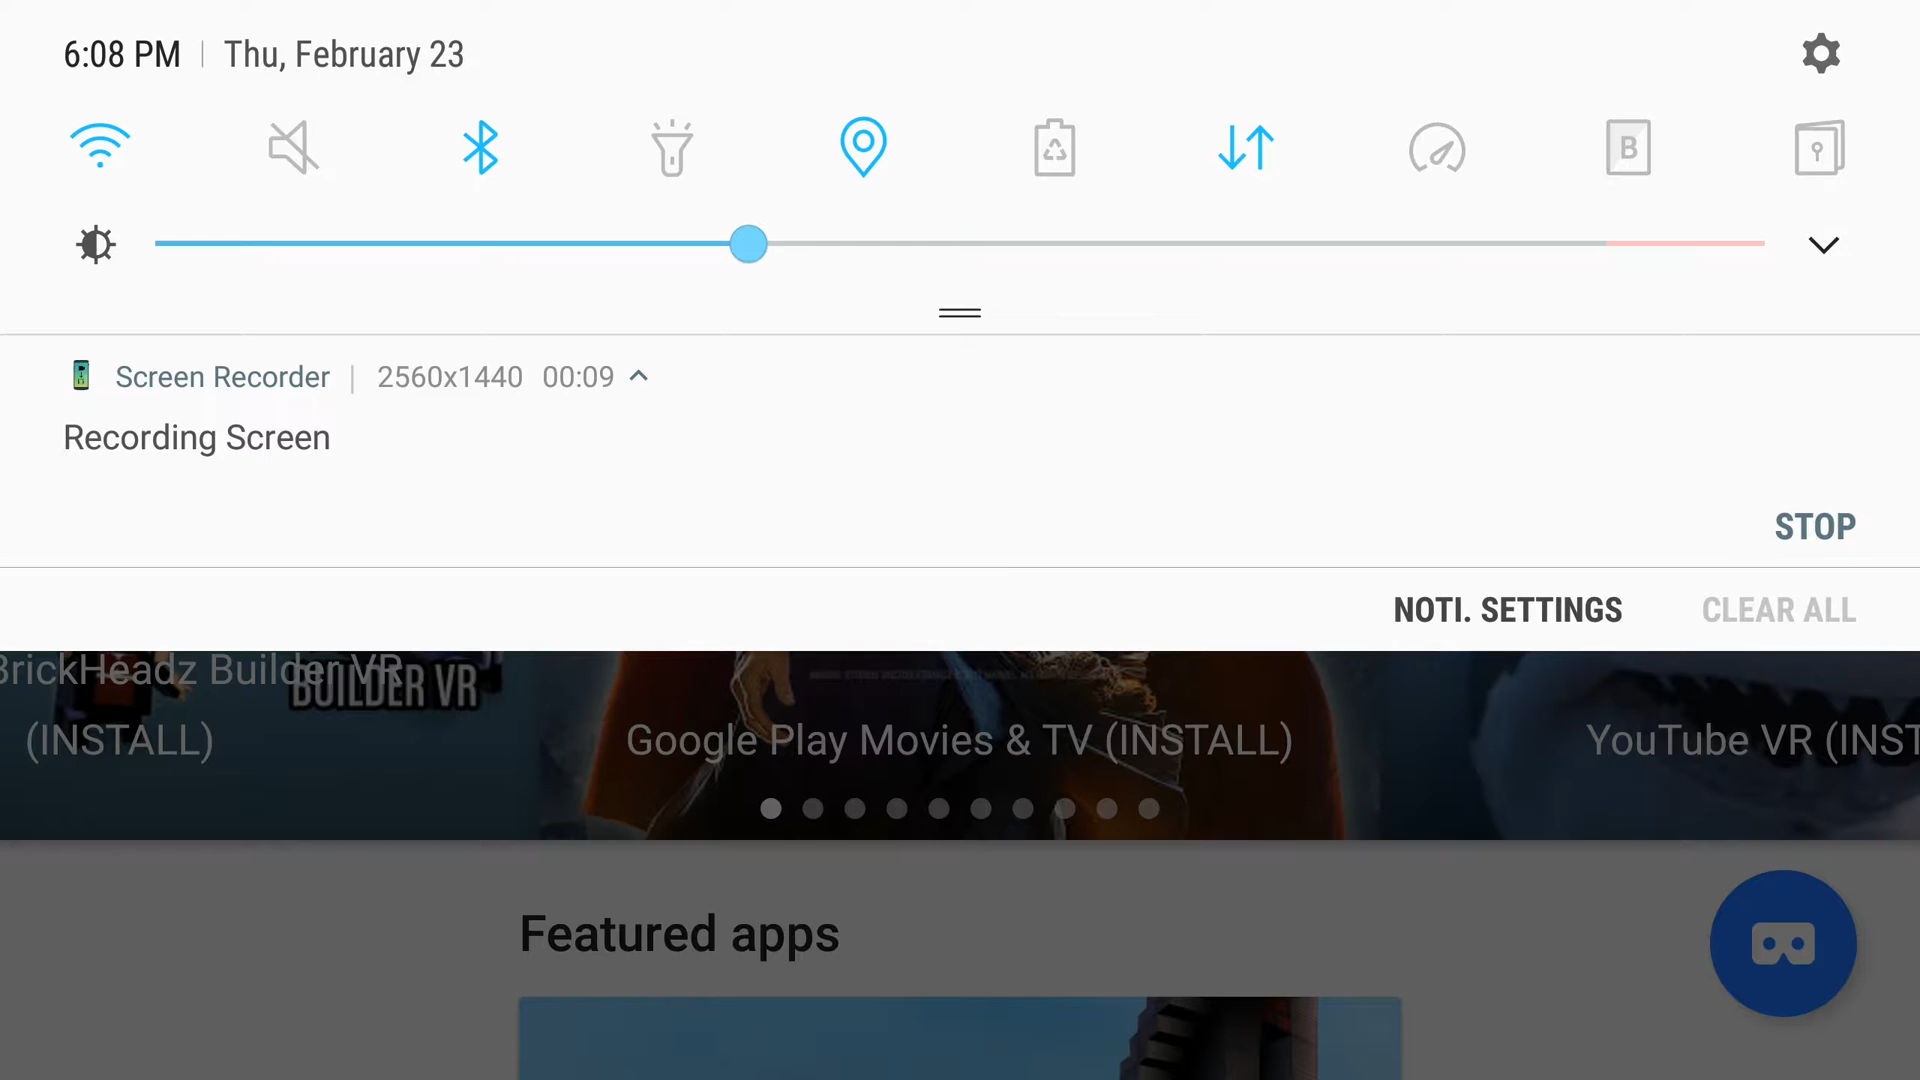 6:08 PM | Thu, February 23
B
Screen Recorder | 2560x1440 00:09
Recording Screen
STOP
NOTI. SETTINGS CLEAR ALL
BrickHeadz Builder VR
(INSTALL)
BUILDER VR
Google Play Movies & TV (INSTALL)
YouTube VR (INST
Featured apps